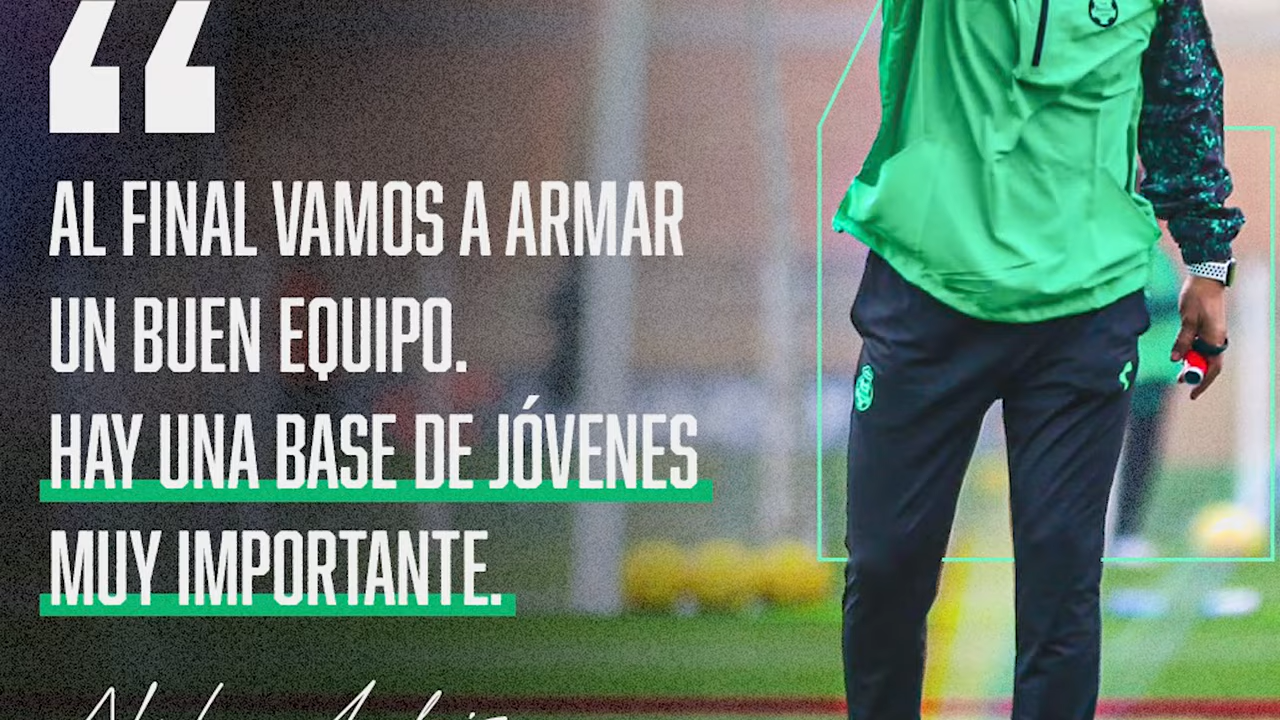 “
AL FINAL VAMOS A ARMAR
UN BUEN EQUIPO.
HAY UNA BASE DE JÓVENES
MUY IMPORTANTE.